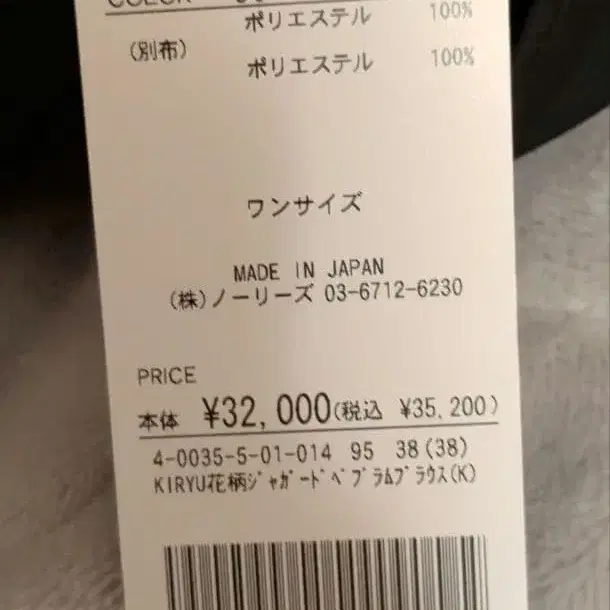 COLOR
ポリエステル 100%
(別布)
ポリエステル 100%
ワンサイズ
MADE IN JAPAN
(株)ノーリーズ 03-6712-6230
PRICE
本体 ¥32,000(税込 ¥35,200)
4-0035-5-01-014 95 38(38)
KIRYU花柄ジャガードペプラムブラウス(K)